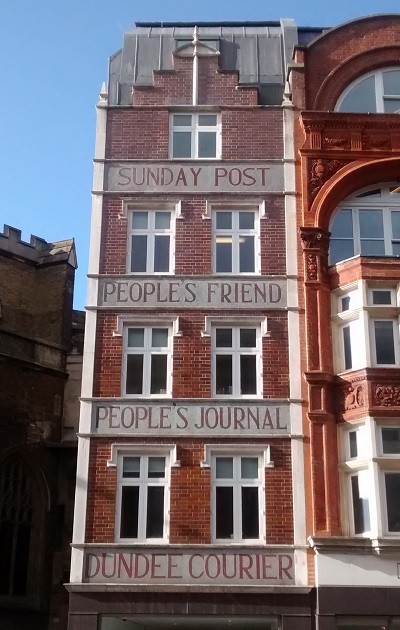 SUNDAY POST
PEOPLE'S FRIEND
PEOPLE'S JOURNAL
DUNDEE COURIER